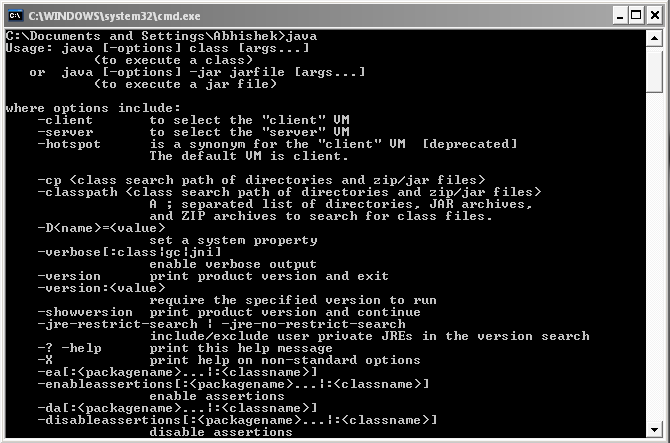 C:\WINDOWS\system32\cmd.exe
C:\Documents and Settings\Abhishek>java
Usage: java [-options] class [args...]
           (to execute a class)
   or  java [-options] -jar jarfile [args...]
           (to execute a jar file)

where options include:
    -client       to select the "client" VM
    -server       to select the "server" VM
    -hotspot      is a synonym for the "client" VM  [deprecated]
                  The default VM is client.

    -cp <class search path of directories and zip/jar files>
    -classpath <class search path of directories and zip/jar files>
                  A ; separated list of directories, JAR archives,
                  and ZIP archives to search for class files.
    -D<name>=<value>
                  set a system property
    -verbose[:class|gc|jni]
                  enable verbose output
    -version      print product version and exit
    -version:<value>
                  require the specified version to run
    -showversion  print product version and continue
    -jre-restrict-search | -jre-no-restrict-search
                  include/exclude user private JREs in the version search
    -? -help      print this help message
    -X            print help on non-standard options
    -ea[:<packagename>...|:<classname>]
    -enableassertions[:<packagename>...|:<classname>]
                  enable assertions
    -da[:<packagename>...|:<classname>]
    -disableassertions[:<packagename>...|:<classname>]
                  disable assertions